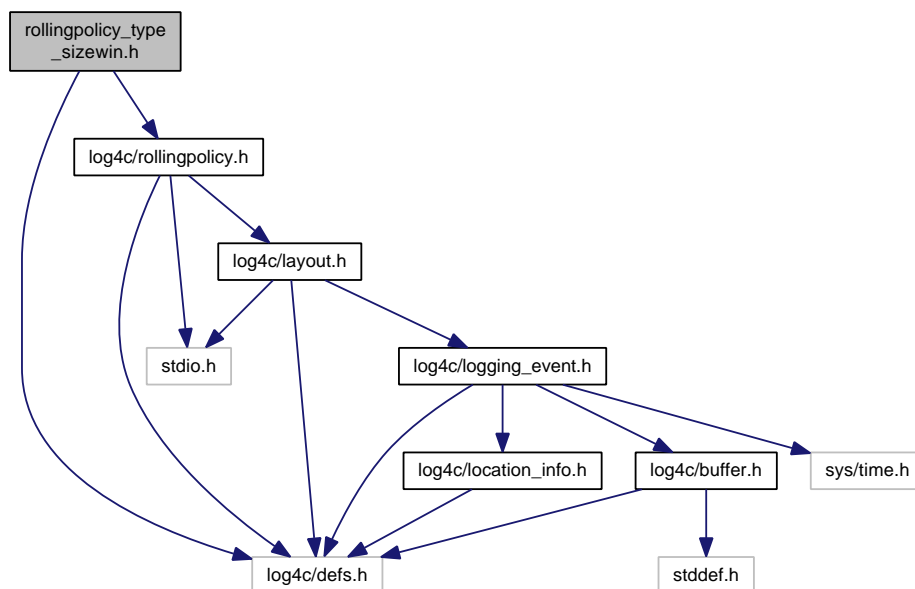 rollingpolicy_type
_sizewin.h
log4c/rollingpolicy.h
log4c/layout.h
stdio.h
log4c/logging_event.h
log4c/location_info.h
log4c/buffer.h
sys/time.h
log4c/defs.h
stddef.h